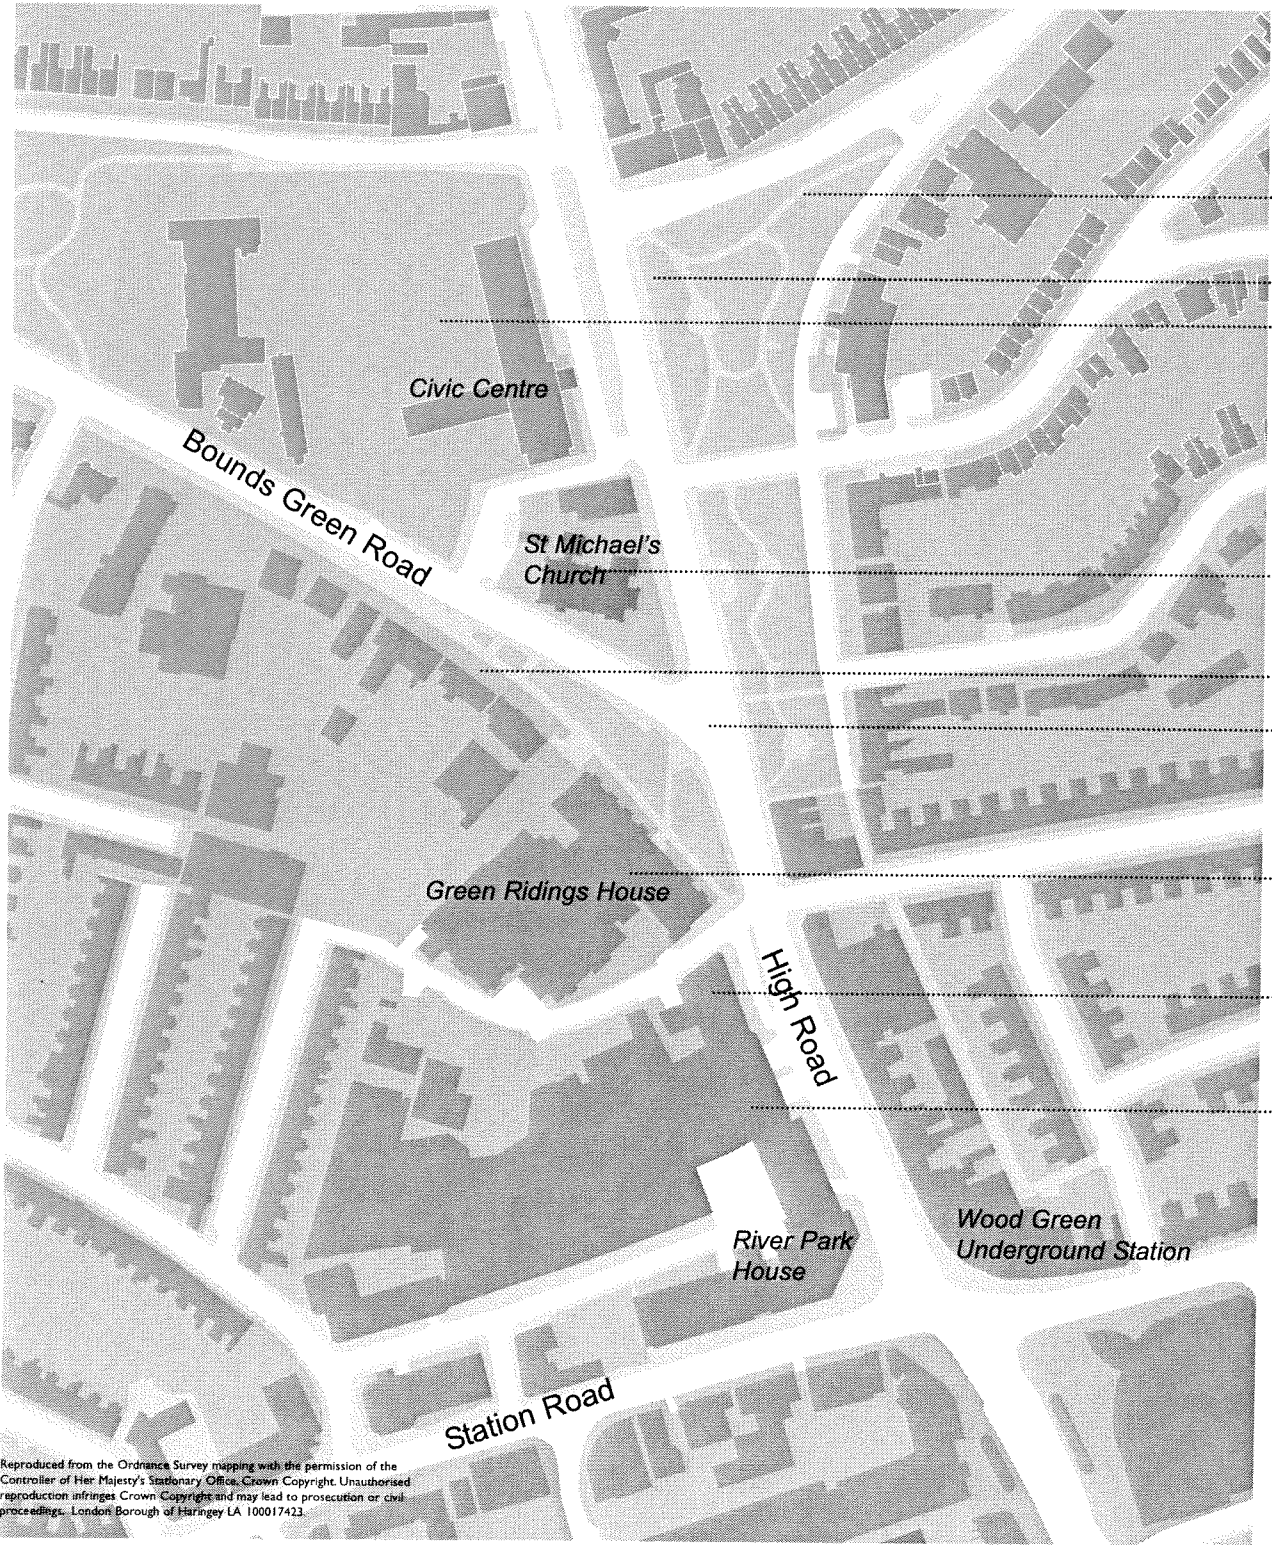 Civic Centre
Bounds Green Road
St Michael's
Church
Green Ridings House
High Road
Wood Green
Underground Station
River Park
House
Station Road
Reproduced from the Ordnance Survey mapping with the permission of the
Controller of Her Majesty's Stationary Office. Crown Copyright. Unauthorised
reproduction infringes Crown Copyright and may lead to prosecution or civil
proceedings. London Borough of Haringey LA 100017423.